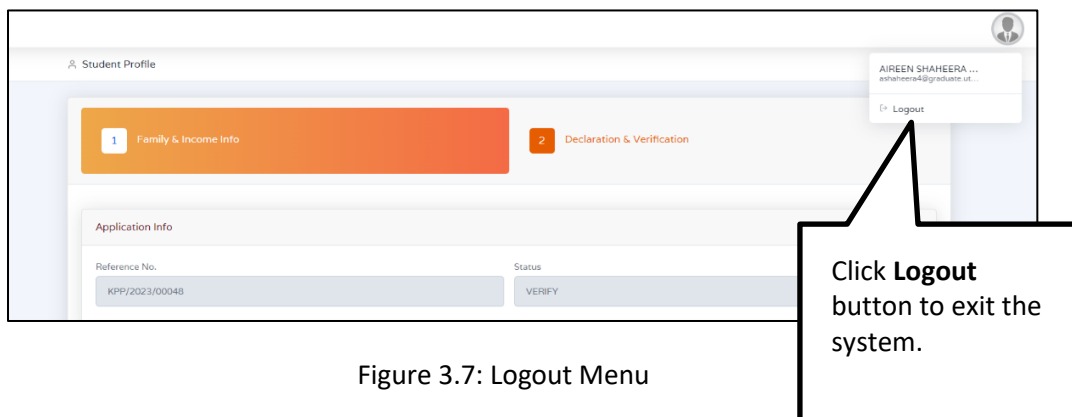 Student Profile
AIREEN SHAHEERA ...
ashaheera4@graduate.ut...
Logout
1 Family & Income Info
2 Declaration & Verification
Application Info
Reference No.
Status
KPP/2023/00048
VERIFY
Click Logout
button to exit the
system.
Figure 3.7: Logout Menu